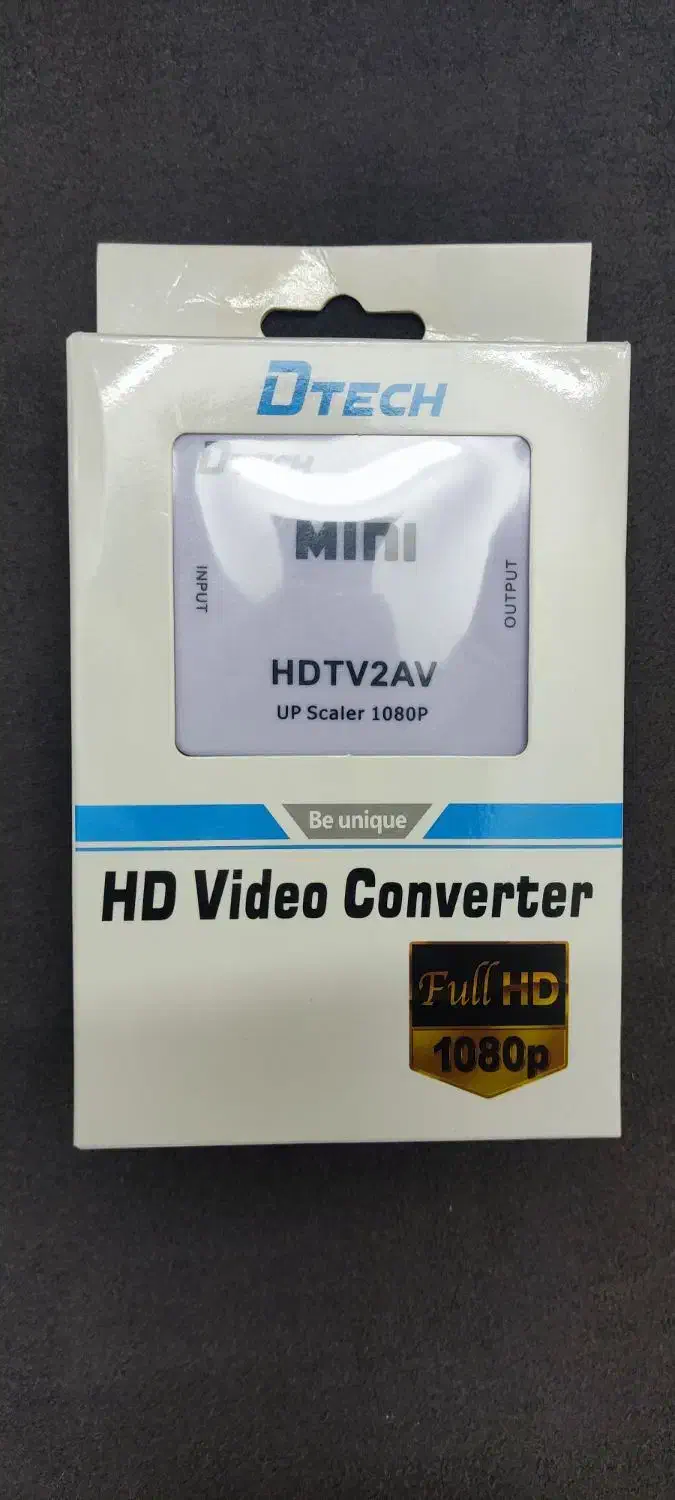 DTECH
DTECH
MINI
INPUT
OUTPUT
HDTV2AV
UP Scaler 1080P
Be unique
HD Video Converter
Full HD
1080p